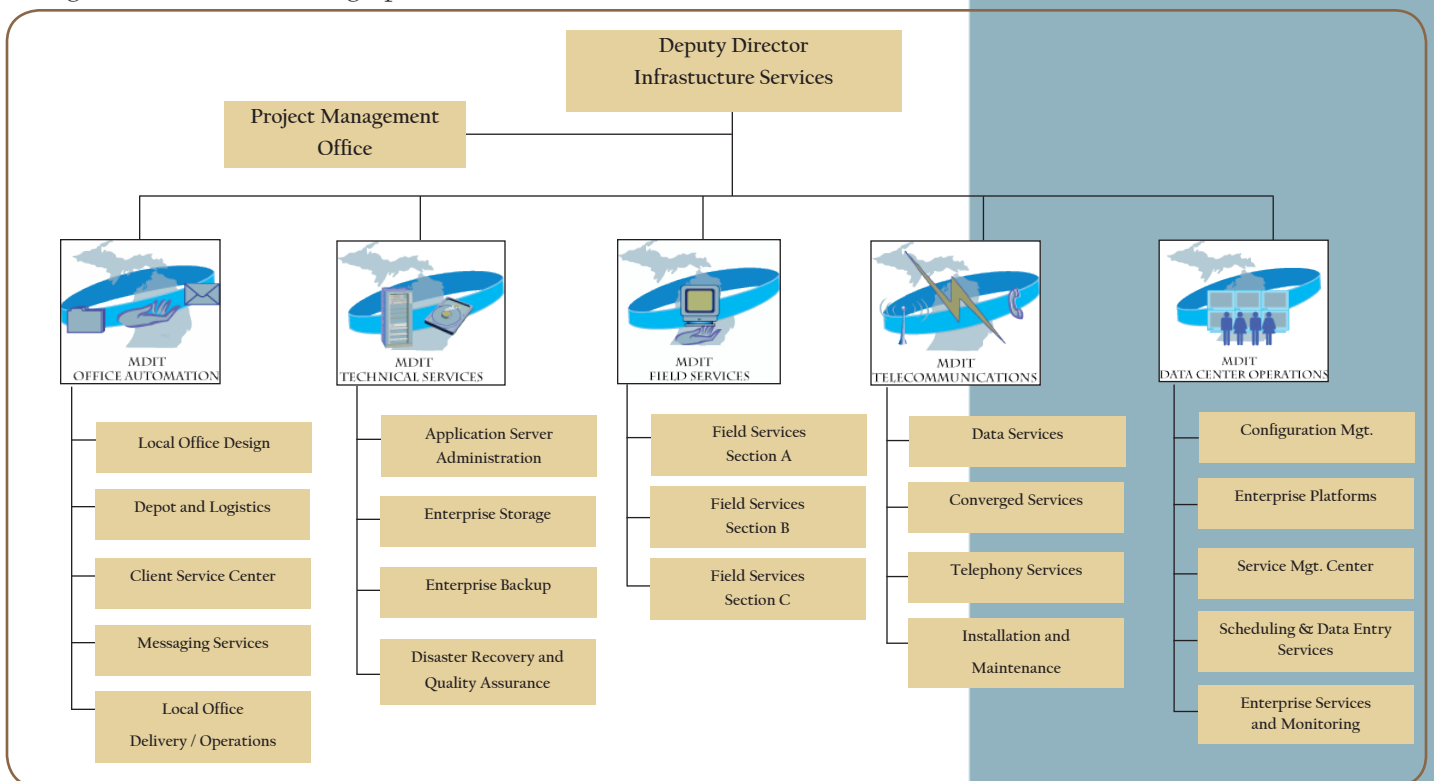 Deputy Director
Infrastucture Services
Project Management
Office
MDIT
OFFICE AUTOMATION
MDIT
TECHNICAL SERVICES
MDIT
FIELD SERVICES
MDIT
TELECOMMUNICATIONS
MDIT
DATA CENTER OPERATIONS
Local Office Design
Depot and Logistics
Client Service Center
Messaging Services
Local Office
Delivery / Operations
Application Server
Administration
Enterprise Storage
Enterprise Backup
Disaster Recovery and
Quality Assurance
Field Services
Section A
Field Services
Section B
Field Services
Section C
Data Services
Converged Services
Telephony Services
Installation and
Maintenance
Configuration Mgt.
Enterprise Platforms
Service Mgt. Center
Scheduling & Data Entry
Services
Enterprise Services
and Monitoring